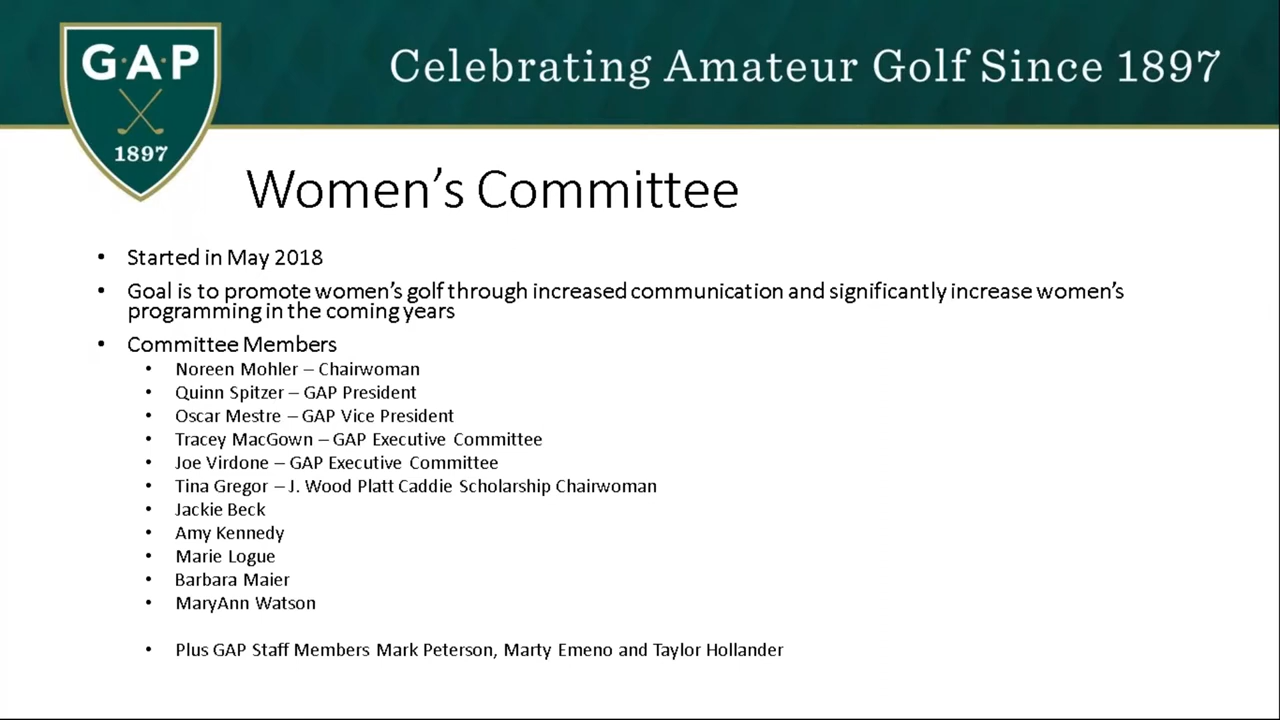 G·A·P
1897
Celebrating Amateur Golf Since 1897
Women's Committee
• Started in May 2018
• Goal is to promote women's golf through increased communication and significantly increase women's
programming in the coming years
• Committee Members
• Noreen Mohler – Chairwoman
• Quinn Spitzer – GAP President
• Oscar Mestre – GAP Vice President
• Tracey MacGown – GAP Executive Committee
• Joe Virdone – GAP Executive Committee
• Tina Gregor – J. Wood Platt Caddie Scholarship Chairwoman
• Jackie Beck
• Amy Kennedy
• Marie Logue
• Barbara Maier
• MaryAnn Watson
• Plus GAP Staff Members Mark Peterson, Marty Emeno and Taylor Hollander